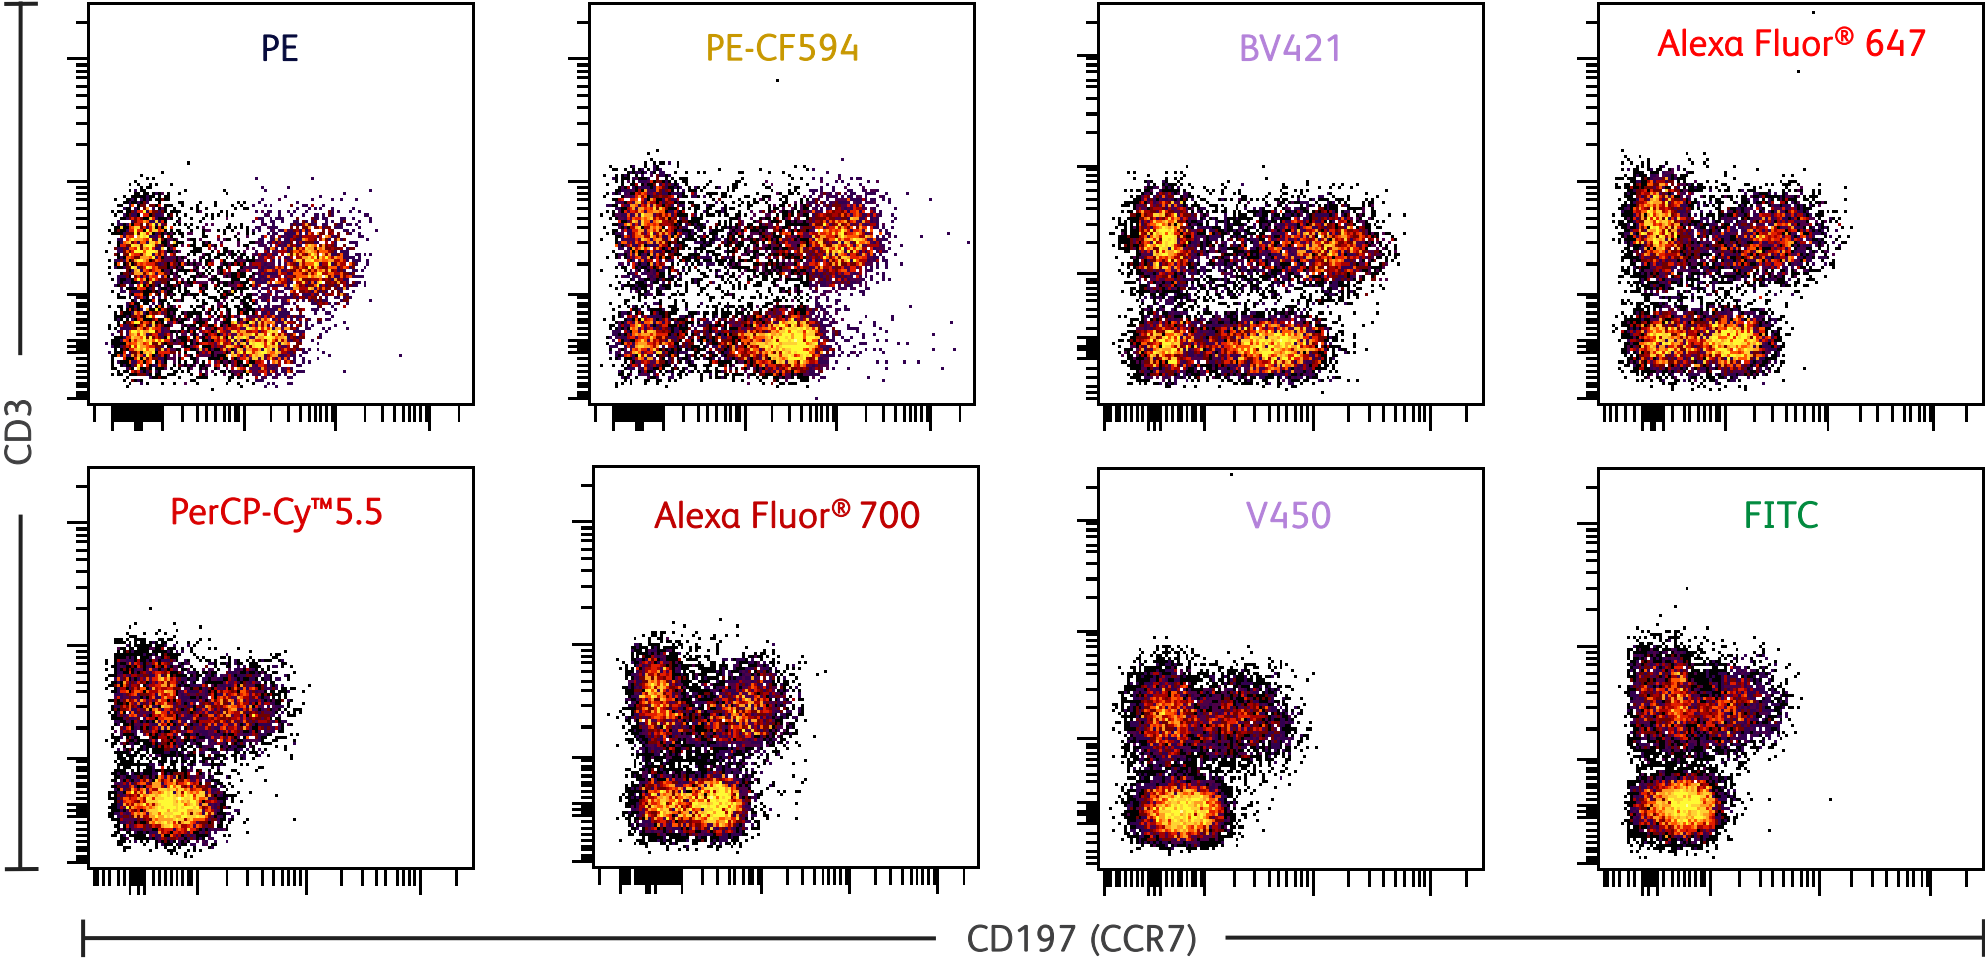 PE
PE-CF594
BV421
Alexa Fluor® 647
CD3
PerCP-Cy™5.5
Alexa Fluor® 700
V450
FITC
CD197 (CCR7)